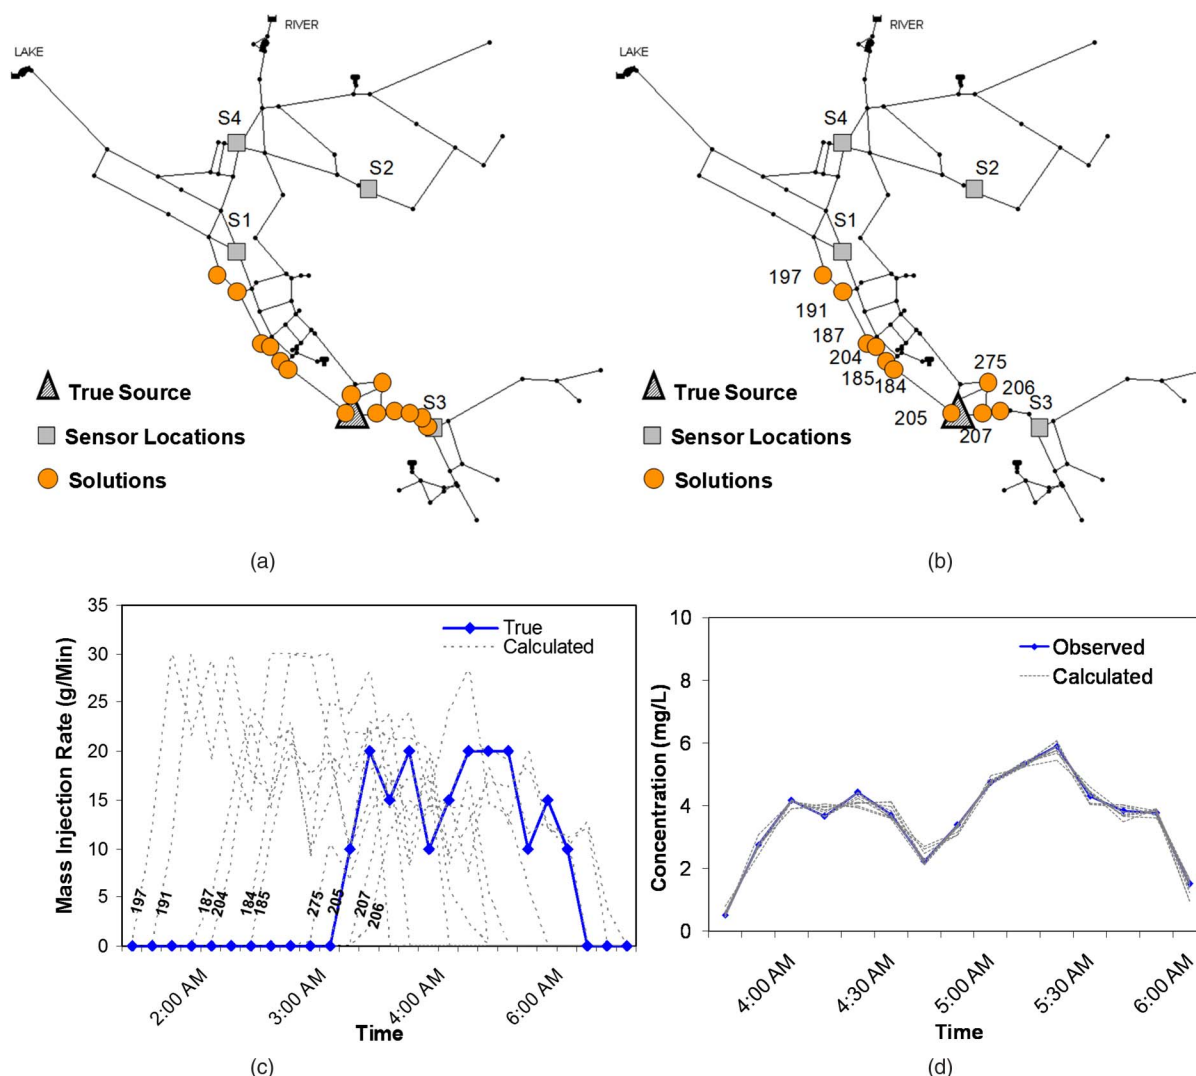 RIVER
LAKE
S4
S2
S1
S3
True Source
Sensor Locations
Solutions
(a)
RIVER
LAKE
S4
S2
S1
197
191
187
204
185
184
275
206
S3
205
207
True Source
Sensor Locations
Solutions
(b)
35
30
25
20
15
10
5
0
Mass Injection Rate (g/Min)
True
Calculated
197
191
187
204
184
185
275
205
207
206
2:00 AM
3:00 AM
4:00 AM
6:00 AM
Time
(c)
10
8
6
4
2
0
Concentration (mg/L)
Observed
Calculated
4:00 AM
4:30 AM
5:00 AM
5:30 AM
6:00 AM
Time
(d)